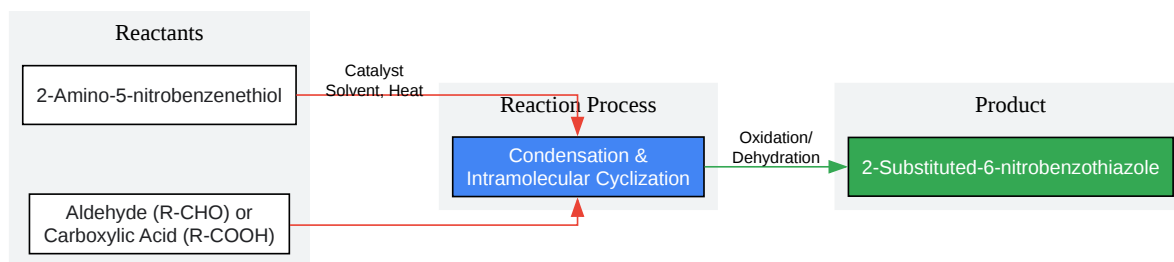 Reactants
2-Amino-5-nitrobenzenethiol
Aldehyde (R-CHO) or
Carboxylic Acid (R-COOH)
Catalyst
Solvent, Heat
Reaction Process
Condensation &
Intramolecular Cyclization
Oxidation/
Dehydration
Product
2-Substituted-6-nitrobenzothiazole